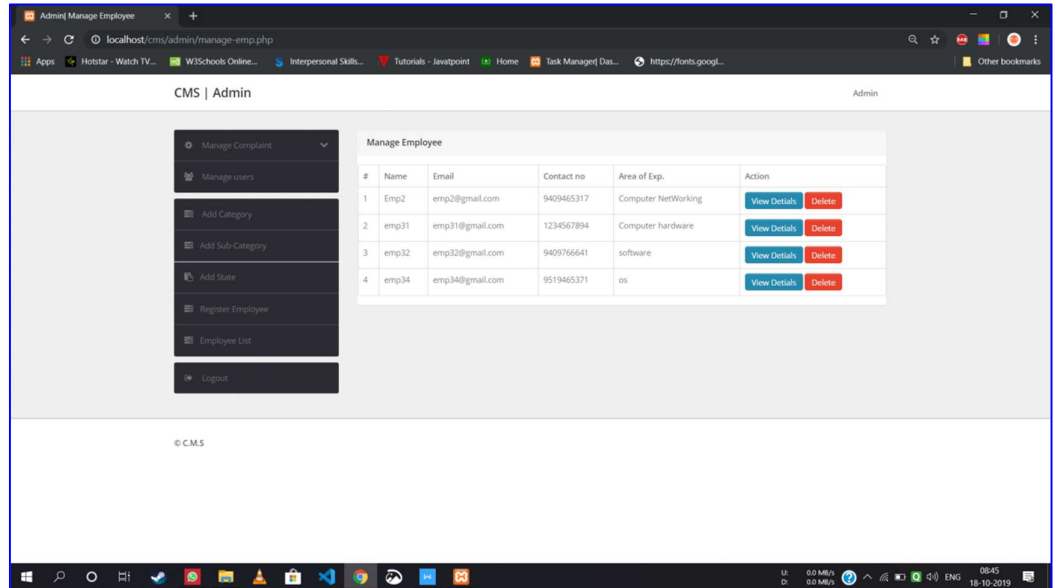 Admin| Manage Employee
localhost/cms/admin/manage-emp.php
Apps Hotstar - Watch TV... W3Schools Online... Interpersonal Skills... Tutorials - Javatpoint Home Task Manager| Das... https://fonts.googl... Other bookmarks
CMS | Admin Admin
Manage Complaint
Manage users
Add Category
Add Sub-Category
Add State
Register Employee
Employee List
Logout
Manage Employee
# Name Email Contact no Area of Exp. Action
1 Emp2 emp2@gmail.com 9409465317 Computer NetWorking View Detials Delete
2 emp31 emp31@gmail.com 1234567894 Computer hardware View Detials Delete
3 emp32 emp32@gmail.com 9409766641 software View Detials Delete
4 emp34 emp34@gmail.com 9519465371 os View Detials Delete
© C.M.S
U: 0.0 MB/s
D: 0.0 MB/s
ENG
08:45
18-10-2019